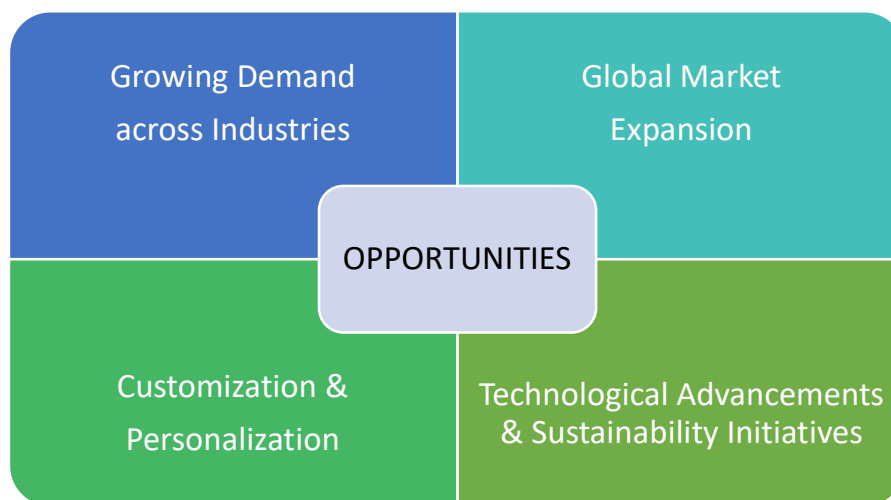 Growing Demand
across Industries
Global Market
Expansion
OPPORTUNITIES
Customization &
Personalization
Technological Advancements
& Sustainability Initiatives